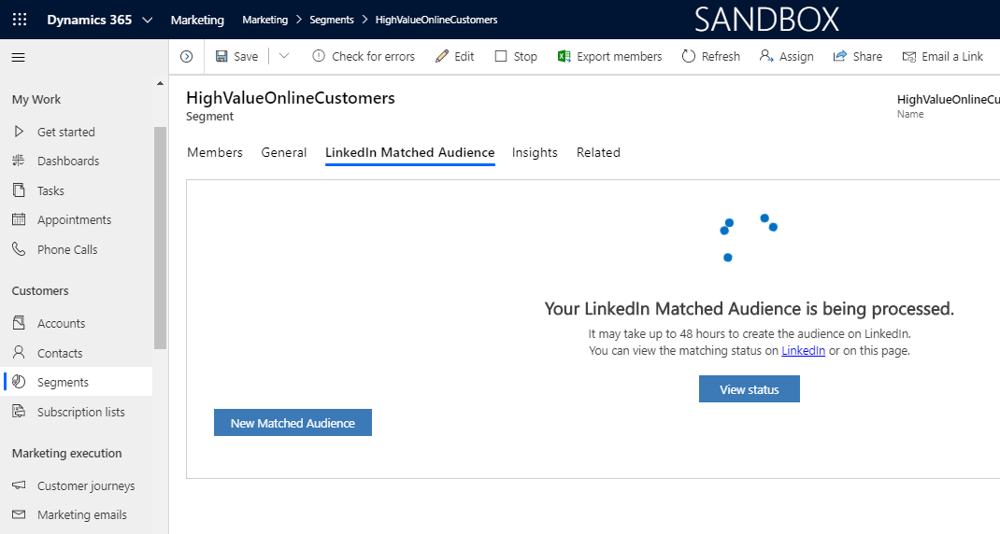 Dynamics 365 Marketing Marketing > Segments > HighValueOnlineCustomers SANDBOX
Save Check for errors Edit Stop Export members Refresh Assign Share Email a Link
My Work
Get started
Dashboards
Tasks
Appointments
Phone Calls
Customers
Accounts
Contacts
Segments
Subscription lists
Marketing execution
Customer journeys
Marketing emails
HighValueOnlineCustomers
Segment
HighValueOnlineCu
Name
Members General LinkedIn Matched Audience Insights Related
Your LinkedIn Matched Audience is being processed.
It may take up to 48 hours to create the audience on LinkedIn.
You can view the matching status on LinkedIn or on this page.
View status
New Matched Audience